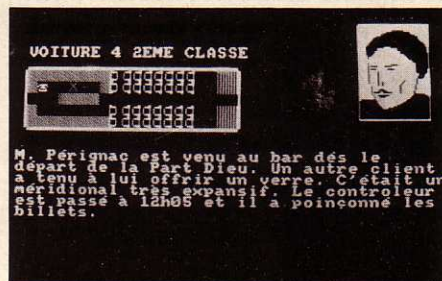 VOITURE 4 2EME CLASSE
M. Pérignac est venu au bar dés le
départ de la Part Dieu. Un autre client
a tenu à lui offrir un verre. C'était un
méridional très expansif. Le controleur
est passé à 12h05 et il a poinçonné les
billets.